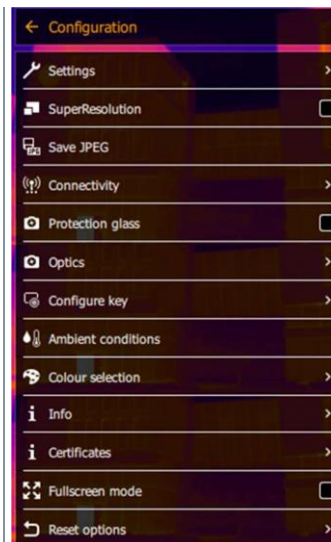 Configuration
Settings
SuperResolution
Save JPEG
Connectivity
Protection glass
Optics
Configure key
Ambient conditions
Colour selection
Info
Certificates
Fullscreen mode
Reset options